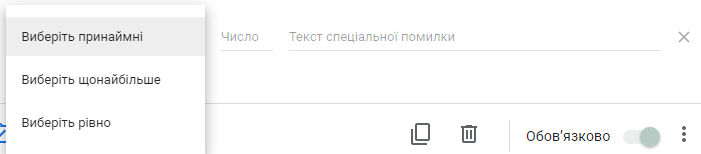 Виберіть принаймні
Число
Текст спеціальної помилки
Виберіть щонайбільше
Виберіть рівно
Обов’язково